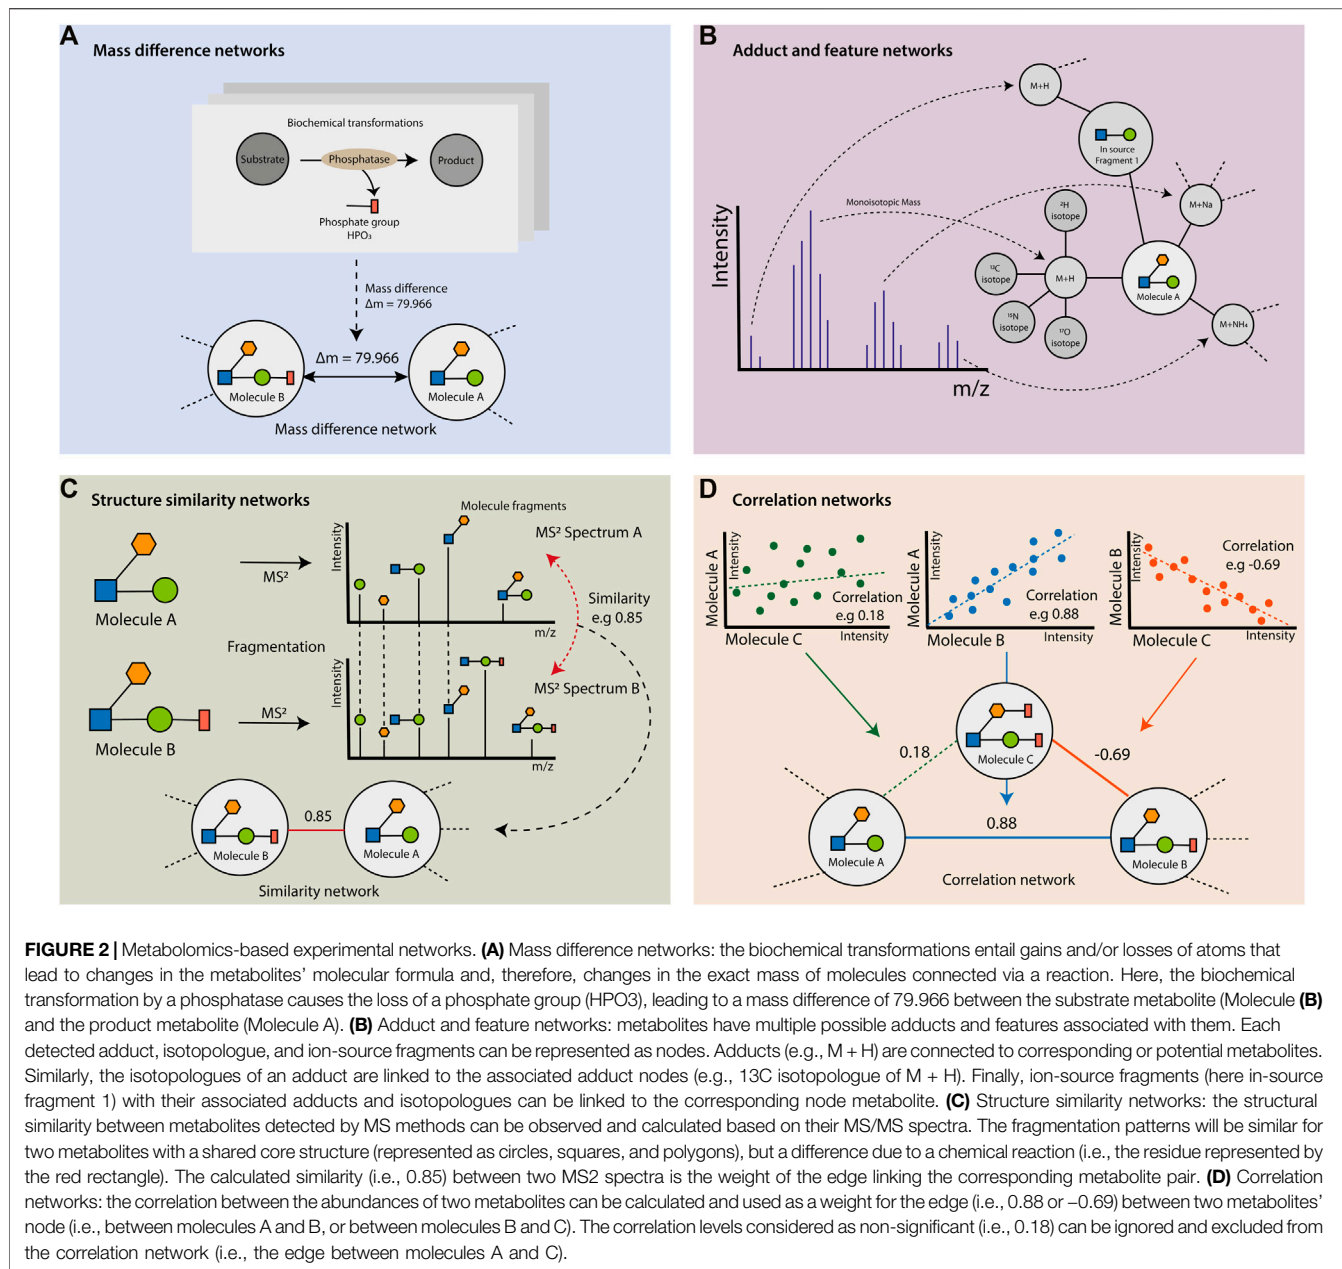 A
Mass difference networks
Biochemical transformations
Substrate
Phosphatase
Product
Phosphate group
HPO₃
Mass difference
Δm = 79.966
Δm = 79.966
Molecule B
Molecule A
Mass difference network
B
Adduct and feature networks
M+H
In source
Fragment 1
Monoisotopic Mass
²H
isotope
M+Na
Intensity
¹³C
isotope
M+H
Molecule A
¹⁵N
isotope
¹⁷O
isotope
M+NH₄
m/z
C
Structure similarity networks
Molecule fragments
Intensity
MS² Spectrum A
MS²
Molecule A
Similarity
e.g 0.85
m/z
Fragmentation
Intensity
MS² Spectrum B
MS²
Molecule B
m/z
0.85
Molecule B
Molecule A
Similarity network
D
Correlation networks
Molecule A
Intensity
Correlation
e.g 0.18
Molecule C
Intensity
Molecule A
Intensity
Correlation
e.g 0.88
Molecule B
Intensity
Molecule B
Intensity
Correlation
e.g -0.69
Molecule C
Intensity
0.18
Molecule C
-0.69
0.88
Molecule A
Molecule B
Correlation network
FIGURE 2 | Metabolomics-based experimental networks. (A) Mass difference networks: the biochemical transformations entail gains and/or losses of atoms that
lead to changes in the metabolites’ molecular formula and, therefore, changes in the exact mass of molecules connected via a reaction. Here, the biochemical
transformation by a phosphatase causes the loss of a phosphate group (HPO3), leading to a mass difference of 79.966 between the substrate metabolite (Molecule (B)
and the product metabolite (Molecule A). (B) Adduct and feature networks: metabolites have multiple possible adducts and features associated with them. Each
detected adduct, isotopologue, and ion-source fragments can be represented as nodes. Adducts (e.g., M + H) are connected to corresponding or potential metabolites.
Similarly, the isotopologues of an adduct are linked to the associated adduct nodes (e.g., 13C isotopologue of M + H). Finally, ion-source fragments (here in-source
fragment 1) with their associated adducts and isotopologues can be linked to the corresponding node metabolite. (C) Structure similarity networks: the structural
similarity between metabolites detected by MS methods can be observed and calculated based on their MS/MS spectra. The fragmentation patterns will be similar for
two metabolites with a shared core structure (represented as circles, squares, and polygons), but a difference due to a chemical reaction (i.e., the residue represented by
the red rectangle). The calculated similarity (i.e., 0.85) between two MS2 spectra is the weight of the edge linking the corresponding metabolite pair. (D) Correlation
networks: the correlation between the abundances of two metabolites can be calculated and used as a weight for the edge (i.e., 0.88 or −0.69) between two metabolites’
node (i.e., between molecules A and B, or between molecules B and C). The correlation levels considered as non-significant (i.e., 0.18) can be ignored and excluded from
the correlation network (i.e., the edge between molecules A and C).